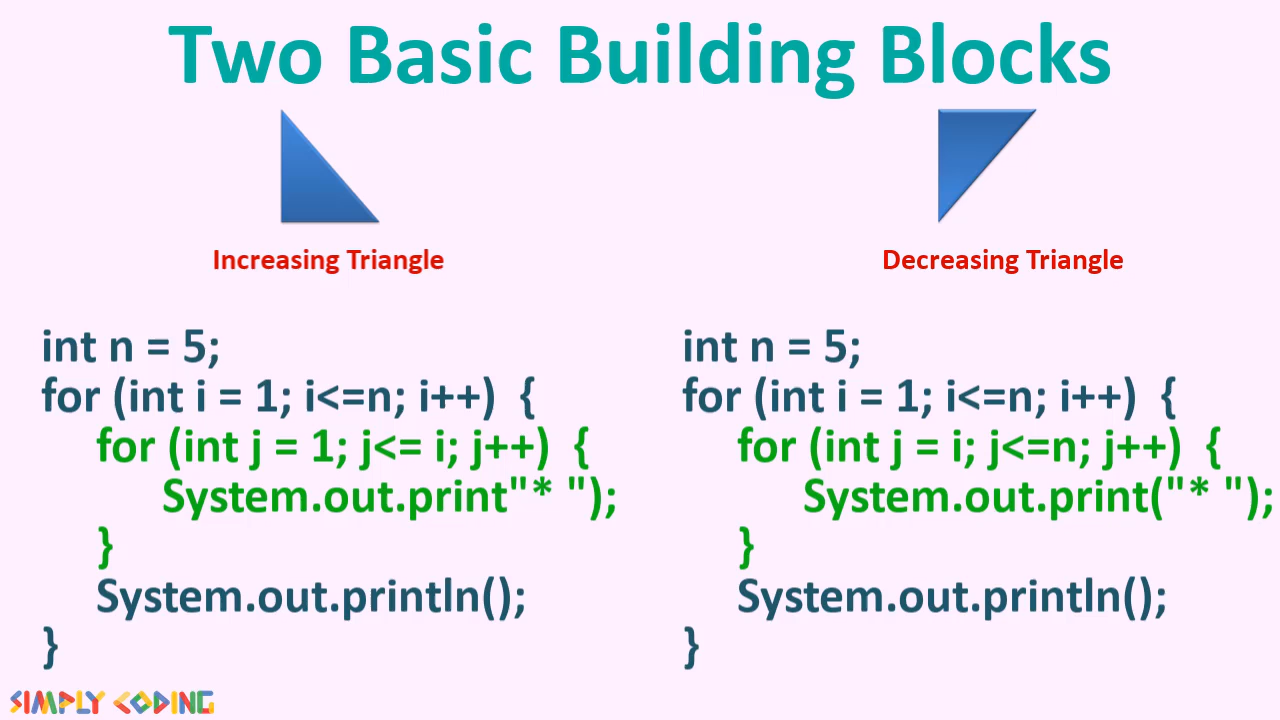 Two Basic Building Blocks
Increasing Triangle
Decreasing Triangle
int n = 5;
for (int i = 1; i<=n; i++)  {
for (int j = 1; j<= i; j++)  {
System.out.print"* ");
}
System.out.println();
}
int n = 5;
for (int i = 1; i<=n; i++)  {
for (int j = i; j<=n; j++)  {
System.out.print("* ");
}
System.out.println();
}
SIMPLY CODING